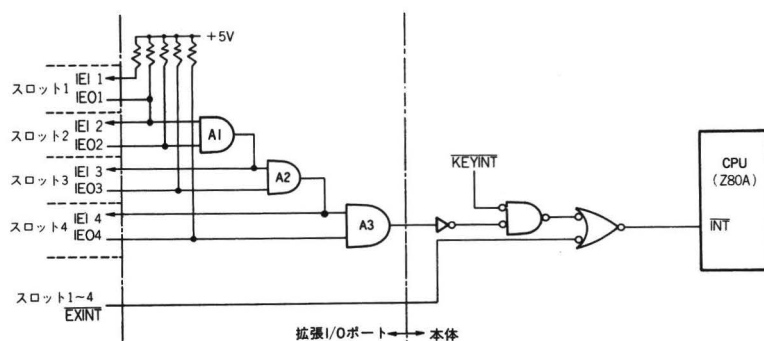 +5V
スロット1
IEI 1
IEO1
スロット2
IEI 2
IEO2
A1
スロット3
IEI 3
IEO3
A2
スロット4
IEI 4
IEO4
A3
KEYINT
CPU
(Z80A)
INT
スロット1~4
EXINT
拡張I/Oポート
本体